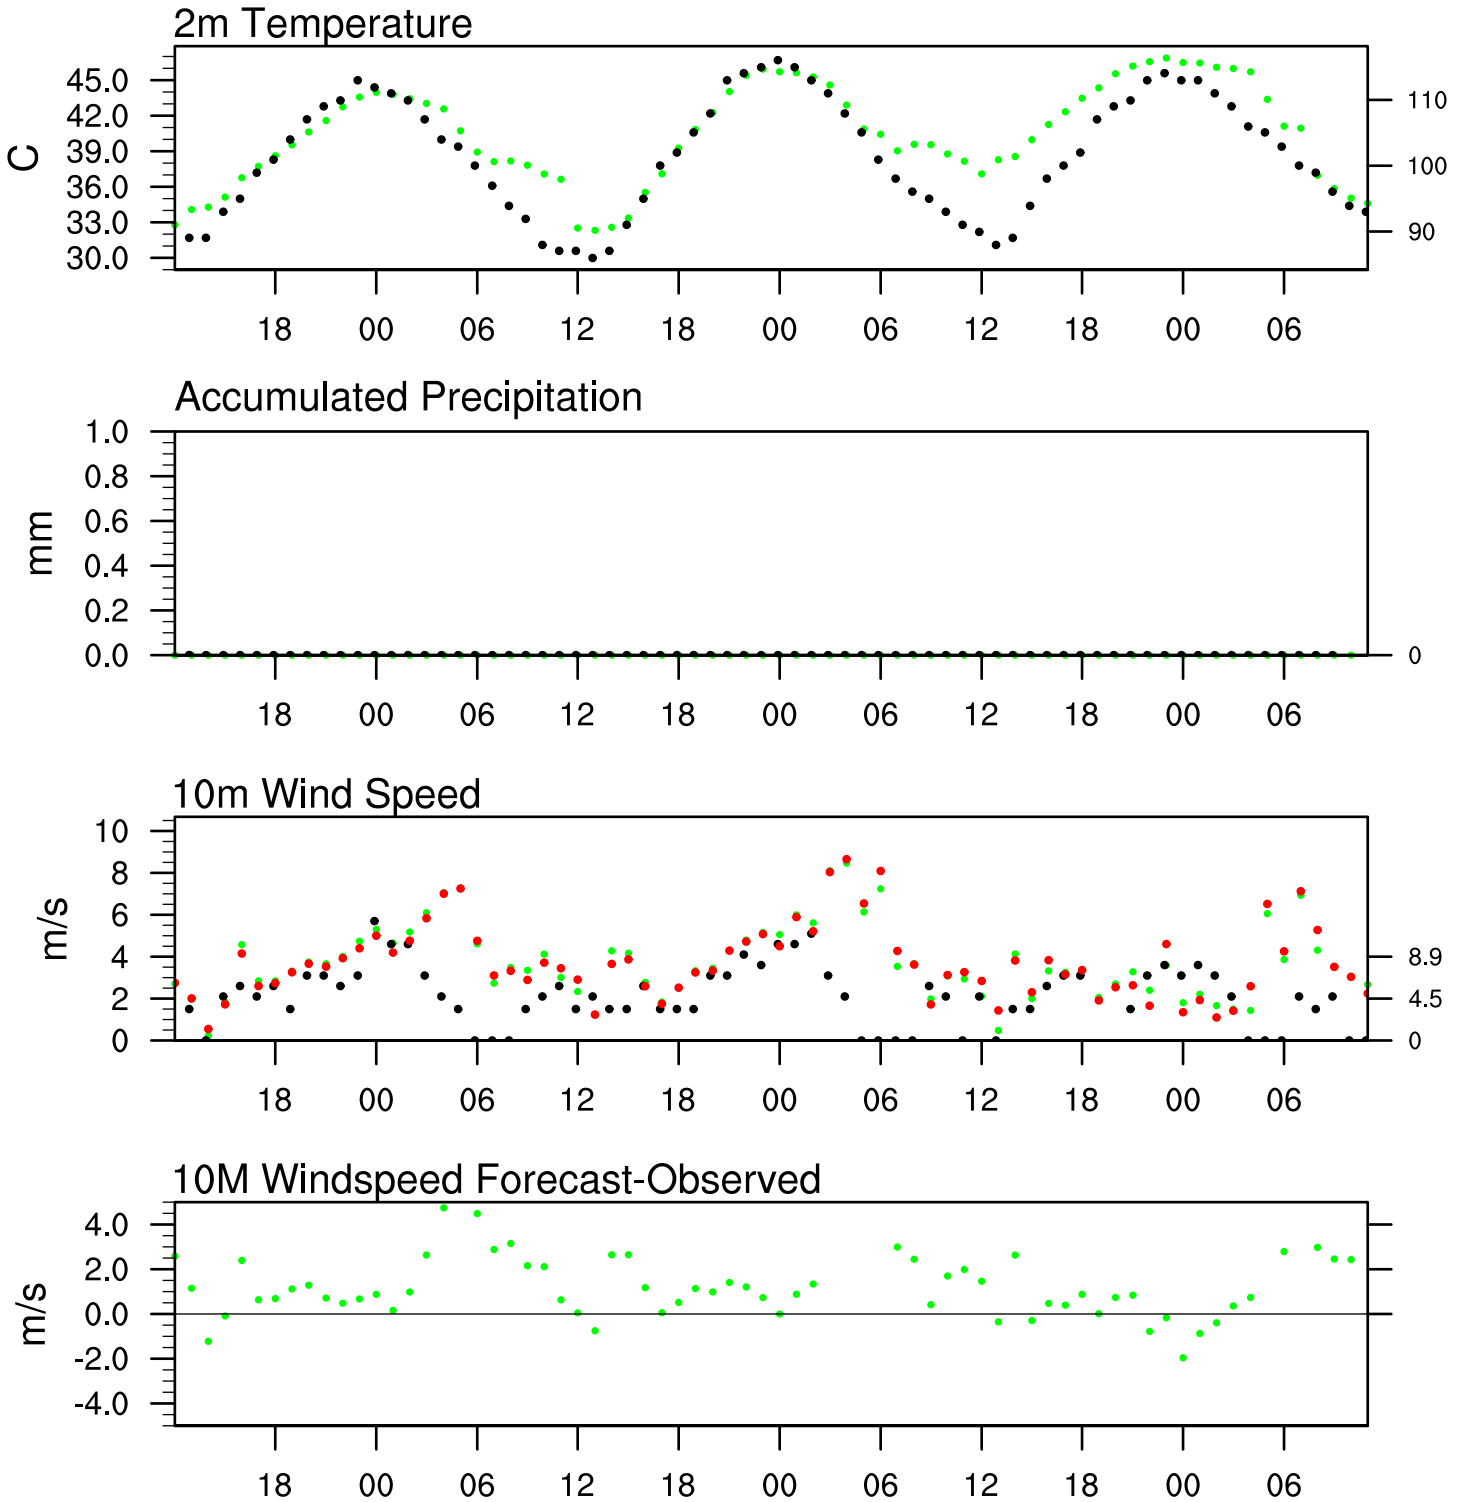 2m Temperature
45.0
42.0
39.0
36.0
33.0
30.0
C
110
100
90
18 00 06 12 18 00 06 12 18 00 06
Accumulated Precipitation
1.0
0.8
0.6
0.4
0.2
0.0
mm
0
18 00 06 12 18 00 06 12 18 00 06
10m Wind Speed
10
8
6
4
2
0
m/s
8.9
4.5
0
18 00 06 12 18 00 06 12 18 00 06
10M Windspeed Forecast-Observed
4.0
2.0
0.0
-2.0
-4.0
m/s
18 00 06 12 18 00 06 12 18 00 06